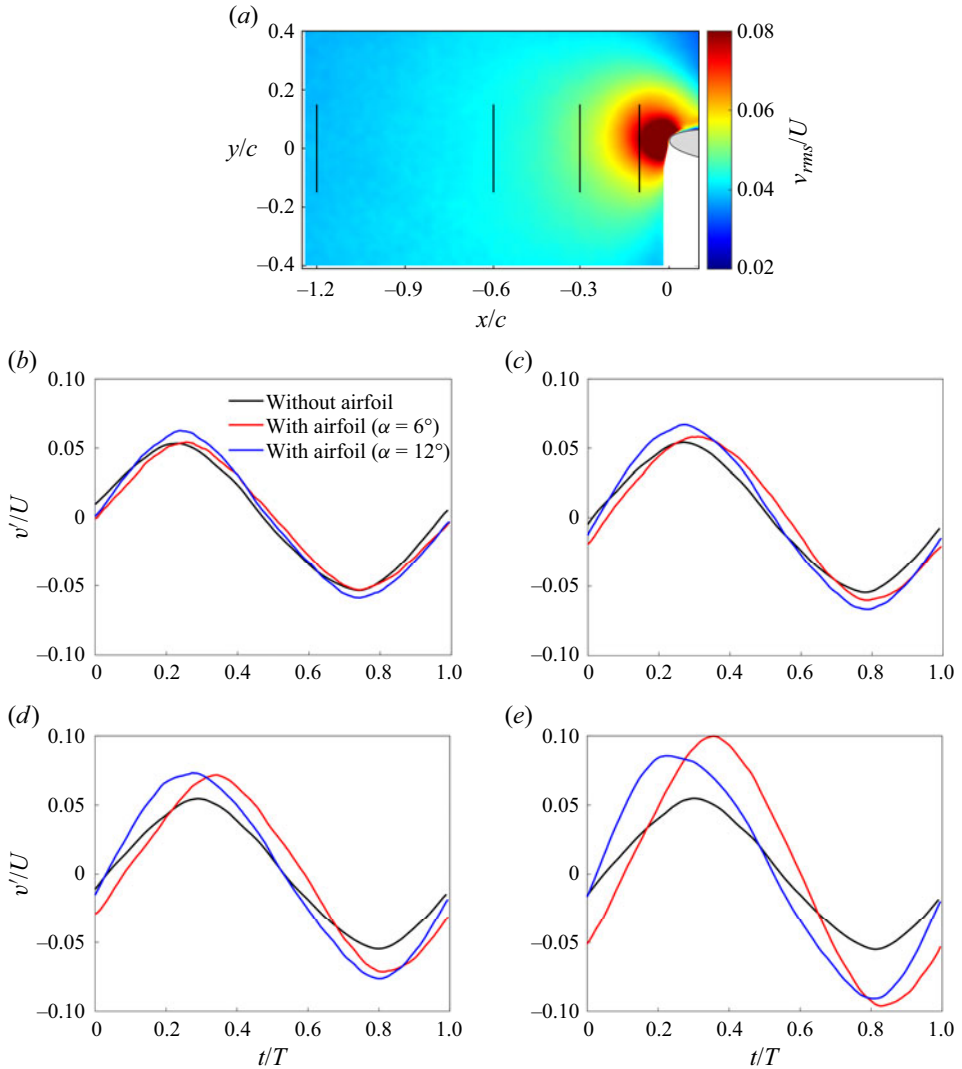 (a)
0.4
0.2
0
–0.2
–0.4
y/c
–1.2 –0.9 –0.6 –0.3 0
x/c
0.08
0.06
0.04
0.02
v_rms/U
(b)
0.10
0.05
0
–0.05
–0.10
v′/U
Without airfoil
With airfoil (α = 6°)
With airfoil (α = 12°)
0 0.2 0.4 0.6 0.8 1.0
(c)
0.10
0.05
0
–0.05
–0.10
0 0.2 0.4 0.6 0.8 1.0
(d)
0.10
0.05
0
–0.05
–0.10
v′/U
0 0.2 0.4 0.6 0.8 1.0
t/T
(e)
0.10
0.05
0
–0.05
–0.10
0 0.2 0.4 0.6 0.8 1.0
t/T